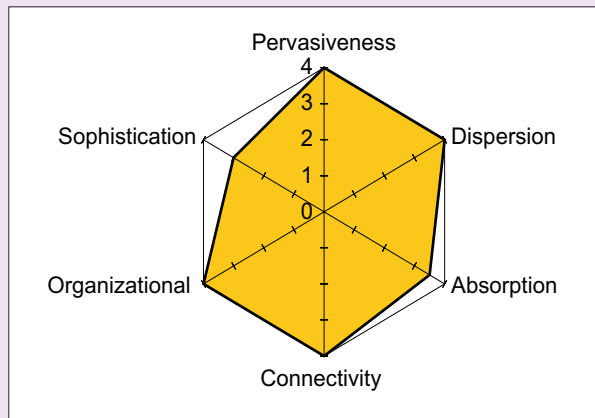 Pervasiveness
4
3
Sophistication 2 Dispersion
1
0
Organizational Absorption
Connectivity